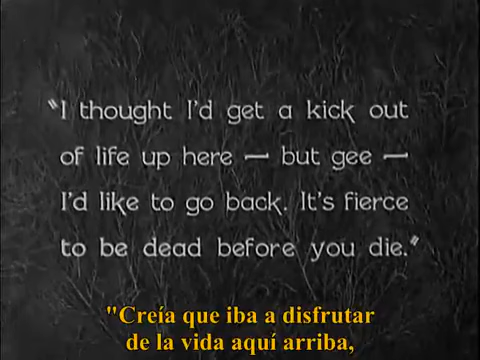 "I thought I'd get a kick out
of life up here — but gee —
I'd like to go back. It's fierce
to be dead before you die."
"Creía que iba a disfrutar
de la vida aquí arriba,